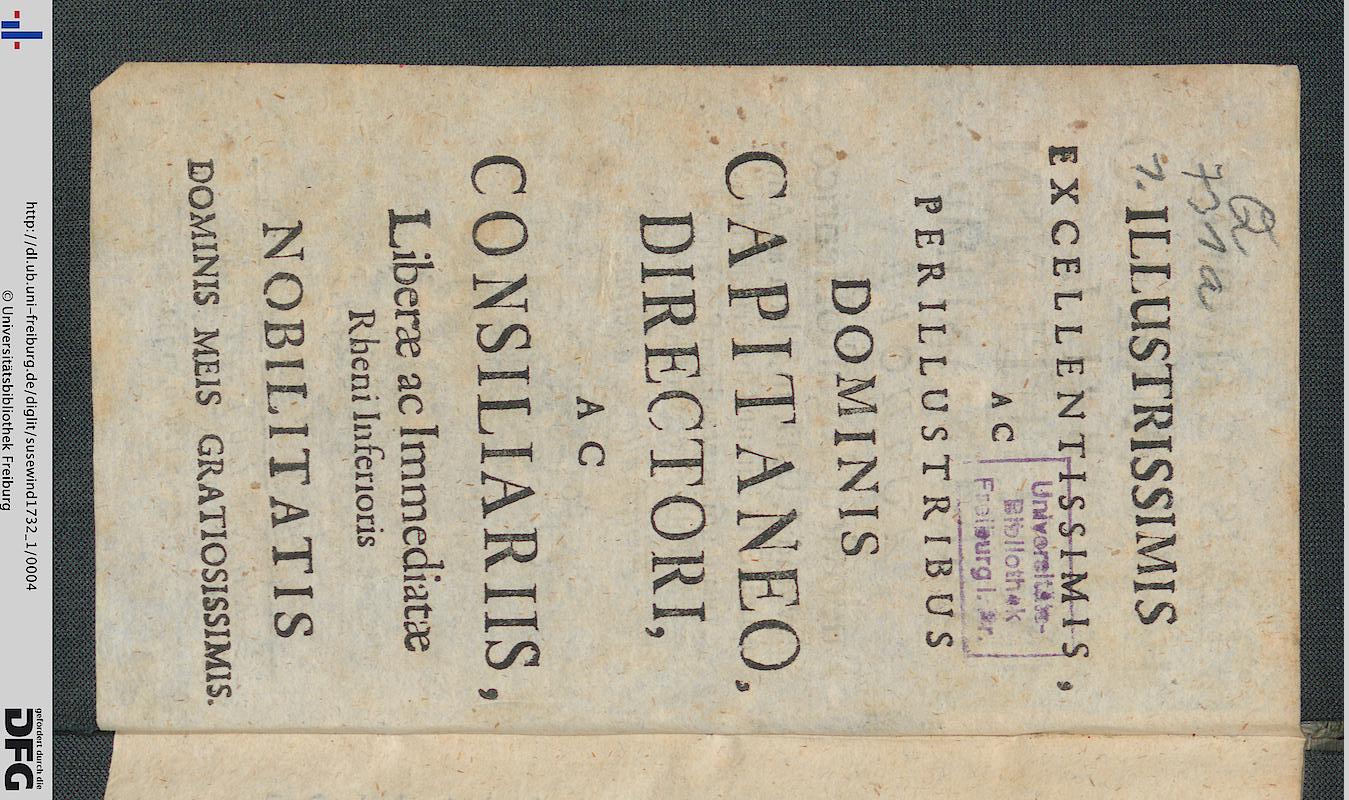 ILLUSTRISSIMIS
EXCELLENTISSIMIS,
AC
PERILLUSTRIBUS
DOMINIS
CAPITANEO,
DIRECTORI,
AC
CONSILIARIIS,
Liberæ ac Immediatæ
Rheni Inferioris
NOBILITATIS
DOMINIS MEIS GRATIOSISSIMIS.
Universitäts-
Bibliothek
Freiburg i. Br.
http://dl.ub.uni-freiburg.de/diglit/susewind1732_1/0004
© Universitätsbibliothek Freiburg
gefördert durch die
DFG